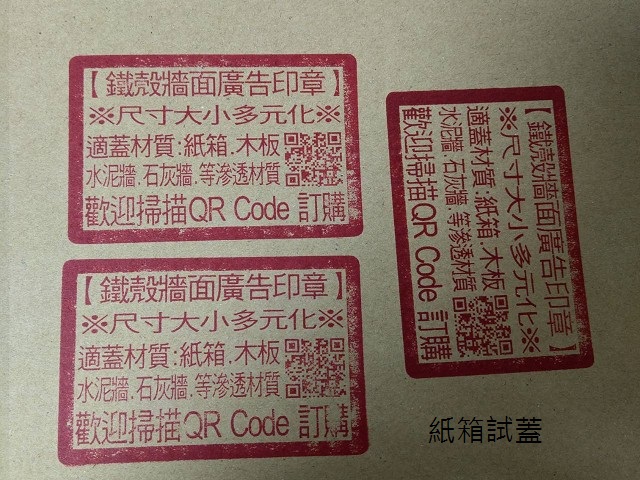 【鐵殼牆面廣告印章】
※尺寸大小多元化※
適蓋材質:紙箱.木板
水泥牆.石灰牆.等滲透材質
歡迎掃描QR Code 訂購
【鐵殼牆面廣告印章】
※尺寸大小多元化※
適蓋材質:紙箱.木板
水泥牆.石灰牆.等滲透材質
歡迎掃描QR Code 訂購
【鐵殼牆面廣告印章】
※尺寸大小多元化※
適蓋材質:紙箱.木板
水泥牆.石灰牆.等滲透材質
歡迎掃描QR Code 訂購
紙箱試蓋